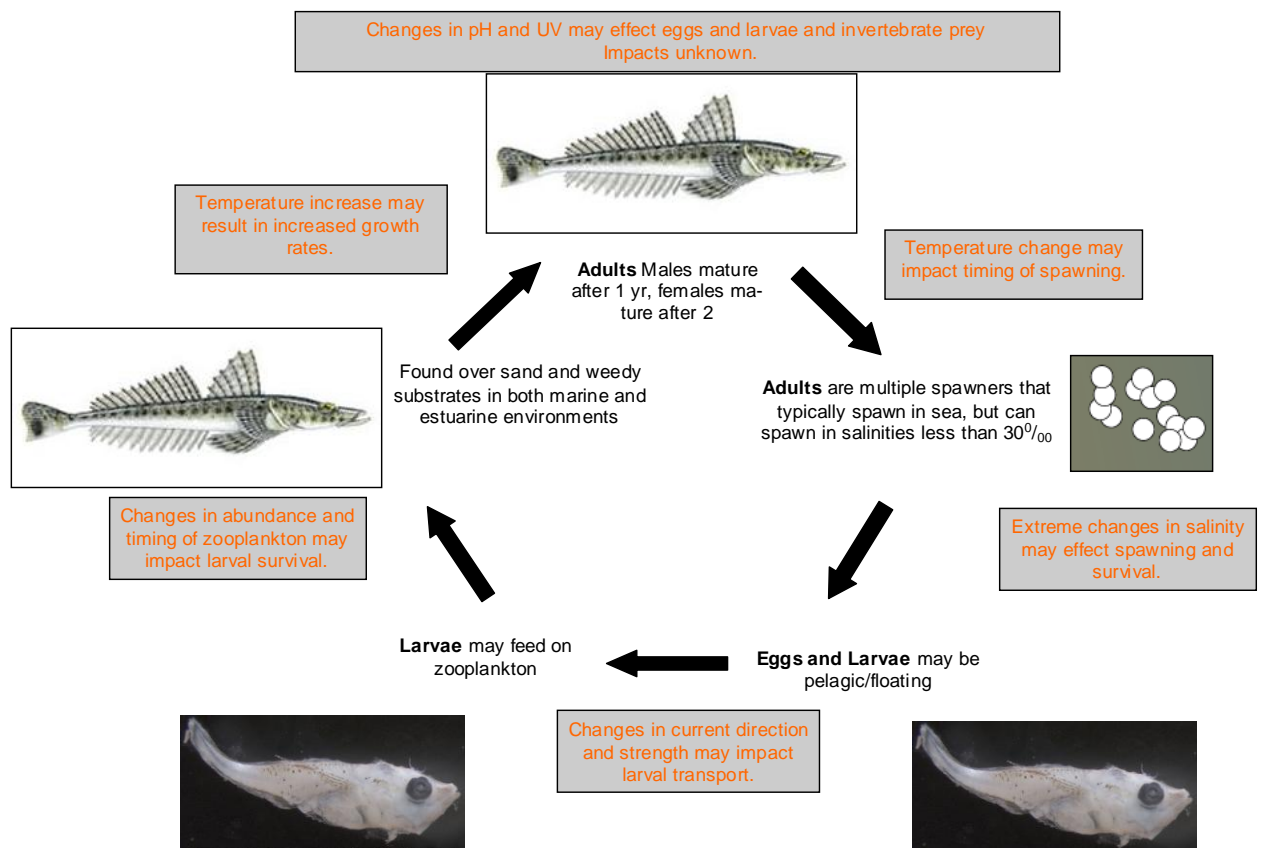 Changes in pH and UV may effect eggs and larvae and invertebrate prey
Impacts unknown.
Temperature increase may
result in increased growth
rates.
Temperature change may
impact timing of spawning.
Adults Males mature
after 1 yr, females ma-
ture after 2
Found over sand and weedy
substrates in both marine and
estuarine environments
Adults are multiple spawners that
typically spawn in sea, but can
spawn in salinities less than 30⁰/₀₀
Changes in abundance and
timing of zooplankton may
impact larval survival.
Extreme changes in salinity
may effect spawning and
survival.
Larvae may feed on
zooplankton
Eggs and Larvae may be
pelagic/floating
Changes in current direction
and strength may impact
larval transport.